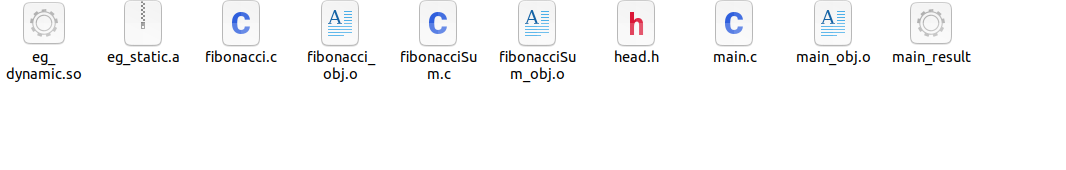 eg_
dynamic.so
eg_static.a
fibonacci.c
fibonacci_
obj.o
fibonacciSu
m.c
fibonacciSu
m_obj.o
head.h
main.c
main_obj.o
main_result